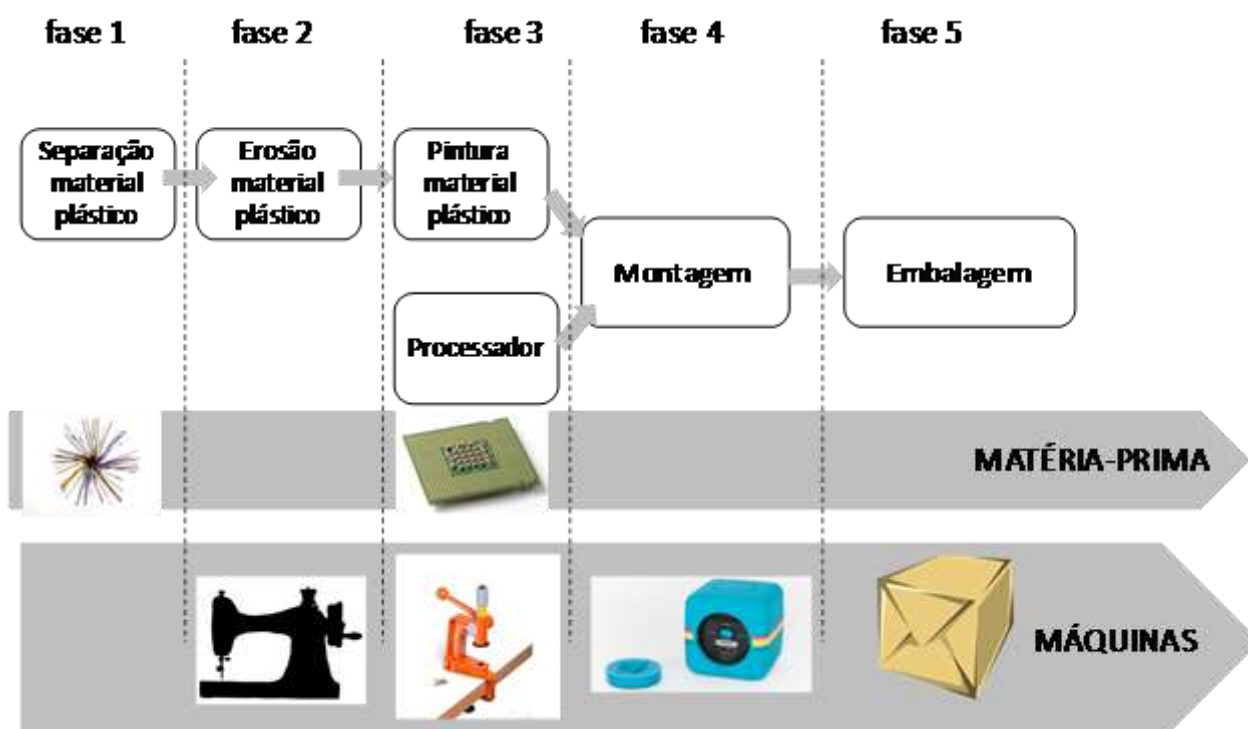 fase 1
fase 2
fase 3
fase 4
fase 5
Separação
material
plástico
Erosão
material
plástico
Pintura
material
plástico
Montagem
Embalagem
Processador
MATÉRIA-PRIMA
MÁQUINAS